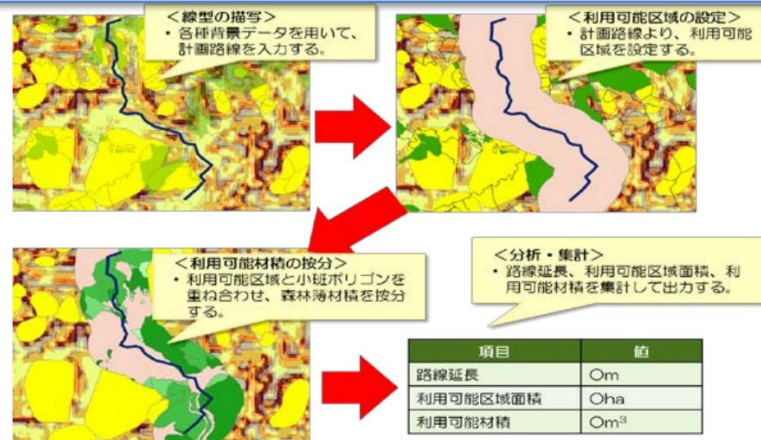 ＜線型の描写＞
・各種背景データを用いて、
計画路線を入力する。
＜利用可能区域の設定＞
・計画路線より、利用可能
区域を設定する。
＜利用可能材積の按分＞
・利用可能区域と小班ポリゴンを
重ね合わせ、森林簿材積を按分
する。
＜分析・集計＞
・路線延長、利用可能区域面積、利
用可能材積を集計して出力する。
項目 値
路線延長 〇m
利用可能区域面積 〇ha
利用可能材積 〇m³